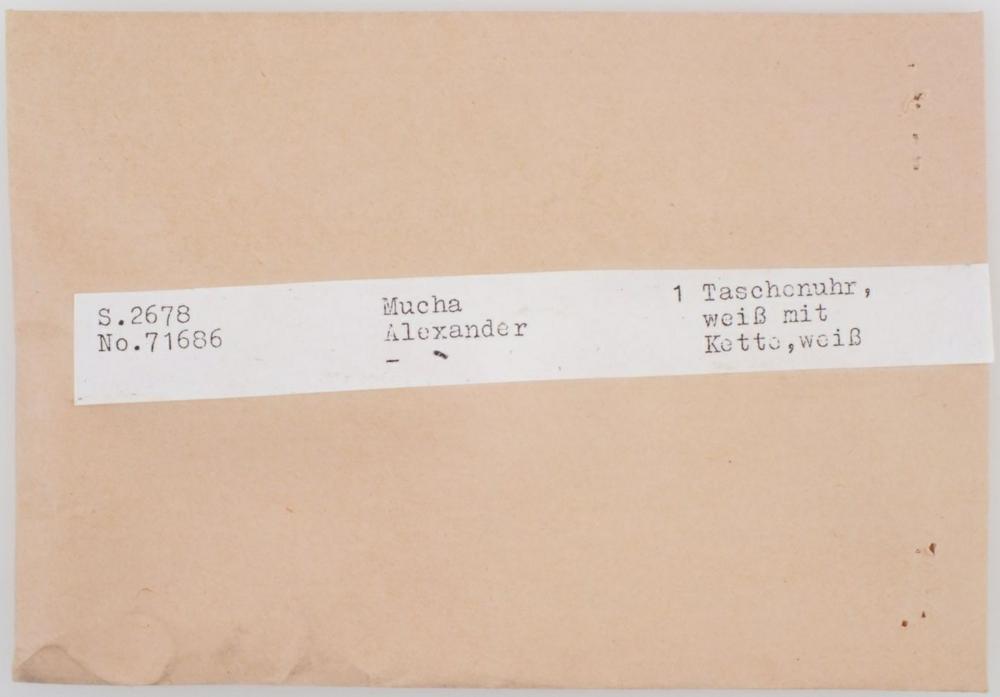 S.2678
No.71686
Mucha
Alexander
-
1 Taschenuhr,
weiß mit
Kette,weiß